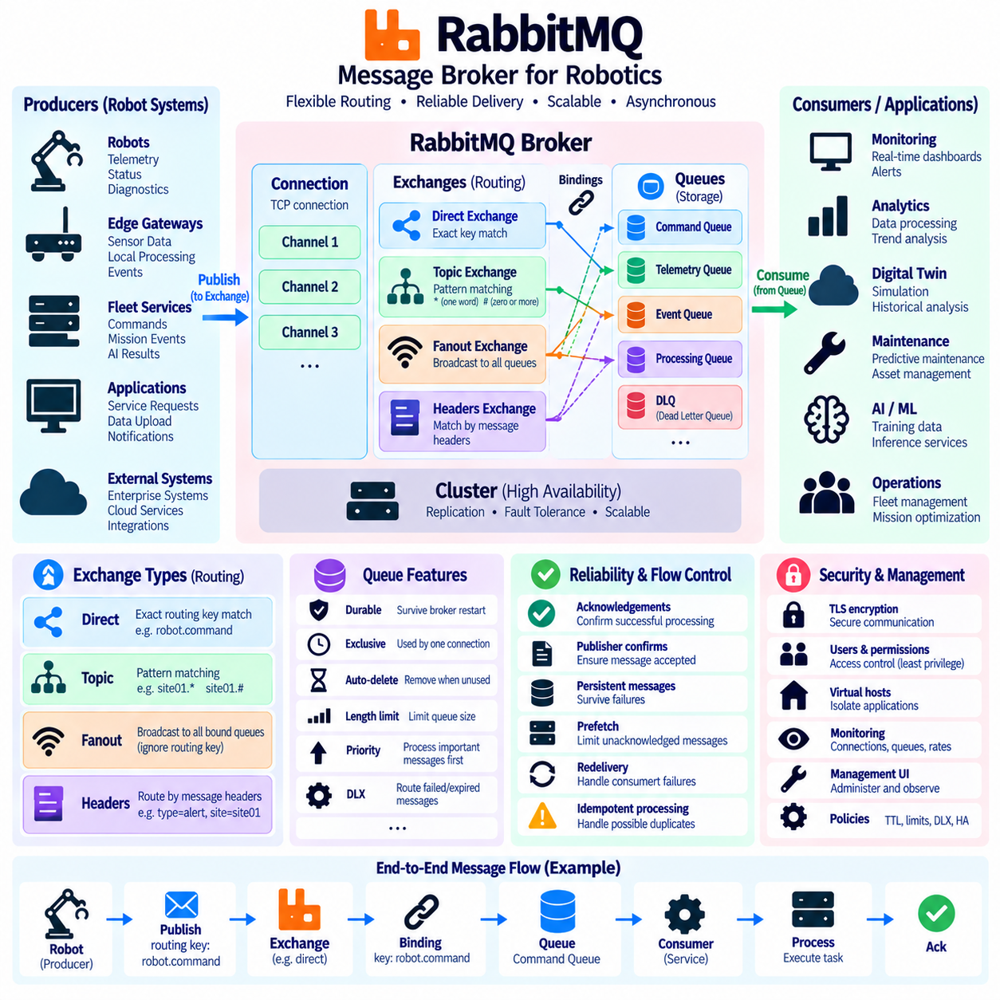 RabbitMQ
Message Broker for Robotics
Flexible Routing • Reliable Delivery • Scalable • Asynchronous
Producers (Robot Systems)
Robots
Telemetry
Status
Diagnostics
Edge Gateways
Sensor Data
Local Processing
Events
Fleet Services
Commands
Mission Events
AI Results
Applications
Service Requests
Data Upload
Notifications
External Systems
Enterprise Systems
Cloud Services
Integrations
Publish
(to Exchange)
RabbitMQ Broker
Connection
TCP connection
Channel 1
Channel 2
Channel 3
...
Exchanges (Routing)
Direct Exchange
Exact key match
Topic Exchange
Pattern matching
* (one word) # (zero or more)
Fanout Exchange
Broadcast to all queues
Headers Exchange
Match by message
headers
Bindings
Queues
(Storage)
Command Queue
Telemetry Queue
Event Queue
Processing Queue
DLQ
(Dead Letter Queue)
...
Cluster (High Availability)
Replication • Fault Tolerance • Scalable
Consume
(from Queue)
Consumers / Applications)
Monitoring
Real-time dashboards
Alerts
Analytics
Data processing
Trend analysis
Digital Twin
Simulation
Historical analysis
Maintenance
Predictive maintenance
Asset management
AI / ML
Training data
Inference services
Operations
Fleet management
Mission optimization
Exchange Types (Routing)
Direct
Exact routing key match
e.g. robot.command
Topic
Pattern matching
e.g. site01.* site01.#
Fanout
Broadcast to all bound queues
(ignore routing key)
Headers
Route by message headers
e.g. type=alert, site=site01
Queue Features
Durable Survive broker restart
Exclusive Used by one connection
Auto-delete Remove when unused
Length limit Limit queue size
Priority
Process important
messages first
DLX
Route failed/expired
messages
...
Reliability & Flow Control
Acknowledgements
Confirm successful processing
Publisher confirms
Ensure message accepted
Persistent messages
Survive failures
Prefetch
Limit unacknowledged messages
Redelivery
Handle consumert failures
Idempotent processing
Handle possible duplicates
Security & Management
TLS encryption
Secure communication
Users & permissions
Access control (least privilege)
Virtual hosts
Isolate applications
Monitoring
Connections, queues, rates
Management UI
Administer and observe
Policies TTL, limits, DLX, HA
End-to-End Message Flow (Example)
Robot
(Producer)
Publish
routing key:
robot.command
Exchange
(e.g. direct)
Binding
key: robot.command
Queue
Command Queue
Consumer
(Service)
Process
Execute task
Ack